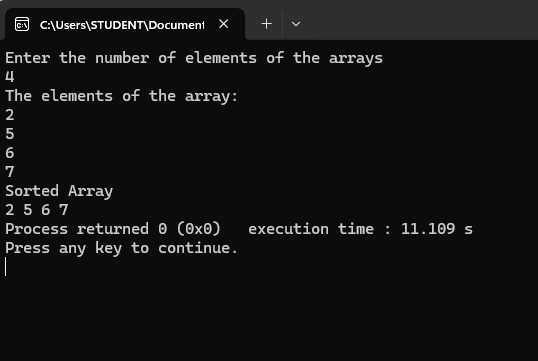 C:\Users\STUDENT\Document
Enter the number of elements of the arrays
4
The elements of the array:
2
5
6
7
Sorted Array
2 5 6 7
Process returned 0 (0x0)   execution time : 11.109 s
Press any key to continue.